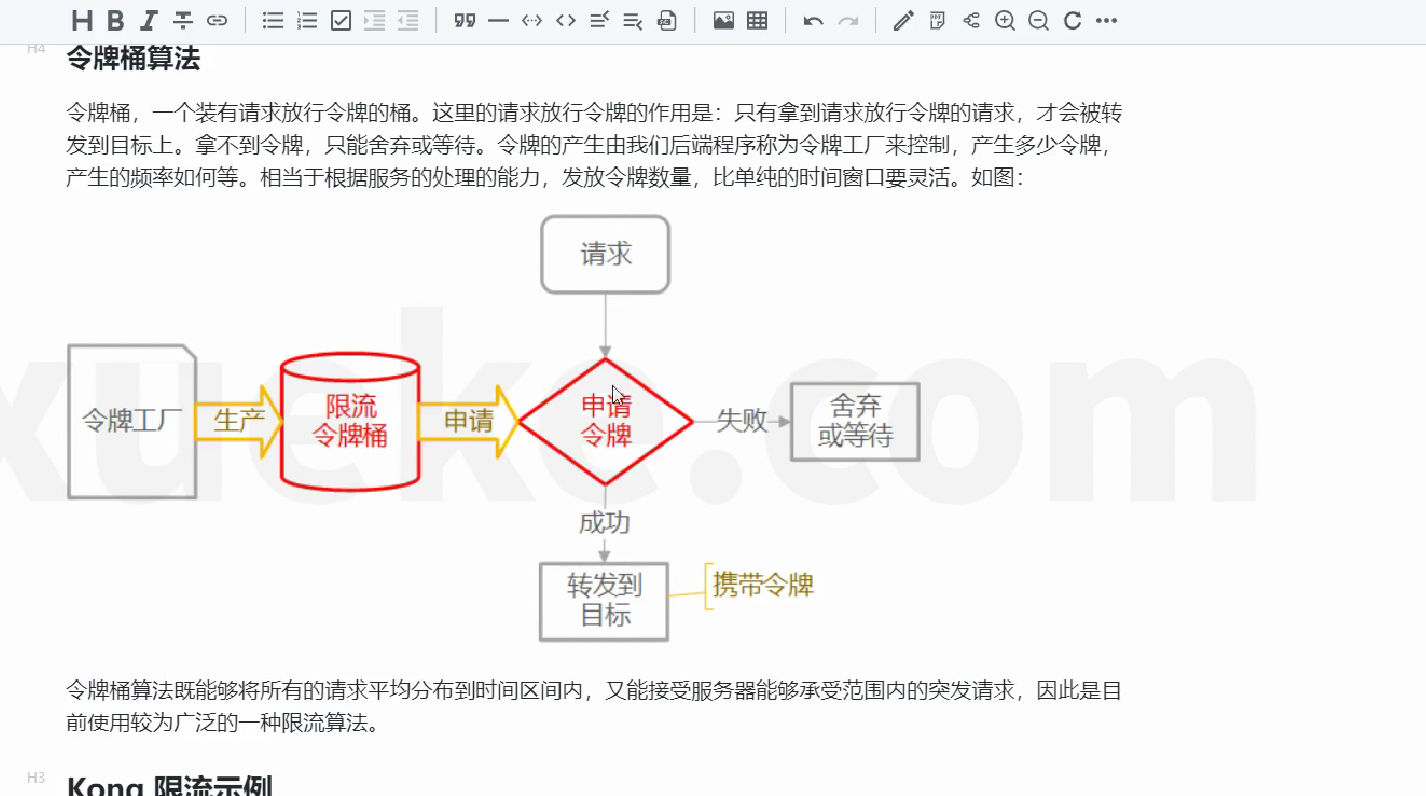 H4
令牌桶算法
令牌桶，一个装有请求放行令牌的桶。这里的请求放行令牌的作用是：只有拿到请求放行令牌的请求，才会被转
发到目标上。拿不到令牌，只能舍弃或等待。令牌的产生由我们后端程序称为令牌工厂来控制，产生多少令牌，
产生的频率如何等。相当于根据服务的处理的能力，发放令牌数量，比单纯的时间窗口要灵活。如图：
请求
令牌工厂
生产
限流
令牌桶
申请
申请
令牌
失败
舍弃
或等待
成功
转发到
目标
携带令牌
xueke.com
令牌桶算法既能够将所有的请求平均分布到时间区间内，又能接受服务器能够承受范围内的突发请求，因此是目
前使用较为广泛的一种限流算法。
H3
Kong 限流示例